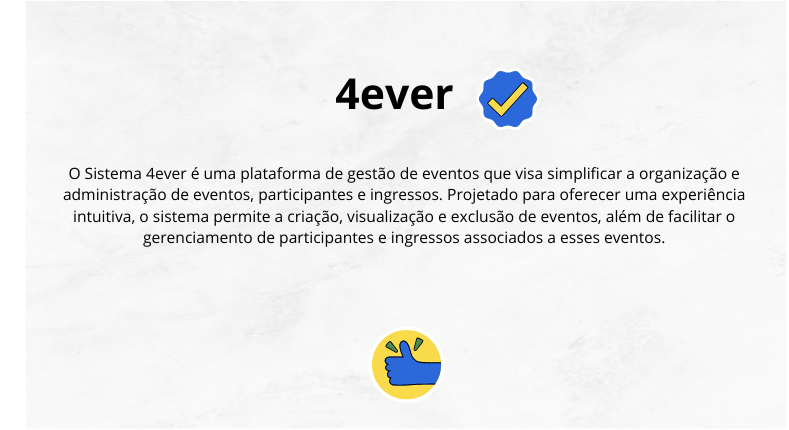 4ever
O Sistema 4ever é uma plataforma de gestão de eventos que visa simplificar a organização e
administração de eventos, participantes e ingressos. Projetado para oferecer uma experiência
intuitiva, o sistema permite a criação, visualização e exclusão de eventos, além de facilitar o
gerenciamento de participantes e ingressos associados a esses eventos.